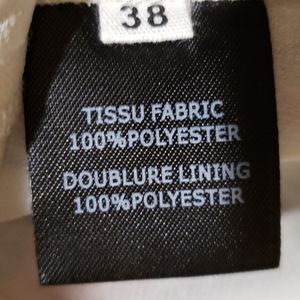 38
TISSU FABRIC
100%POLYESTER
DOUBLURE LINING
100%POLYESTER